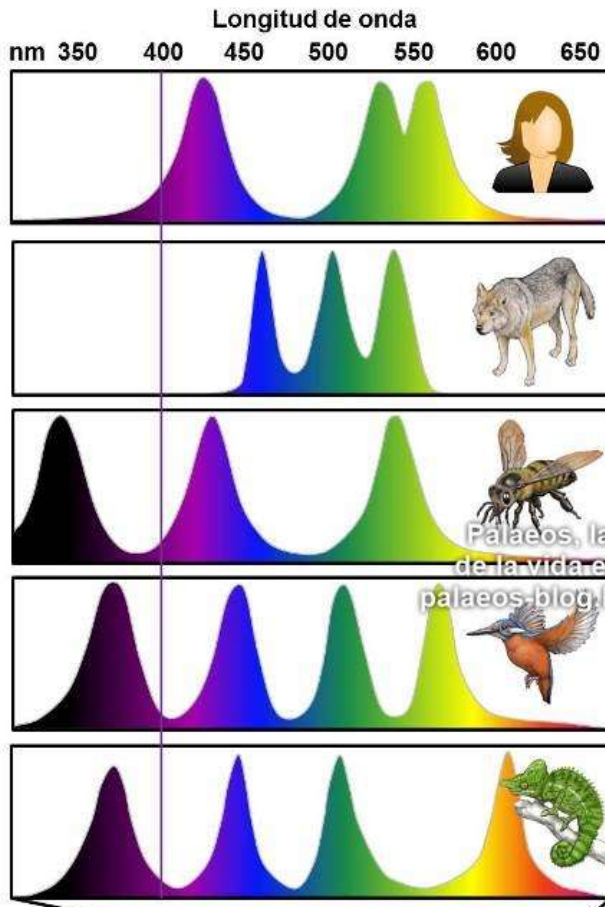 Longitud de onda
nm 350 400 450 500 550 600 650
Palaeos, la
de la vida e
palaeos-blog.